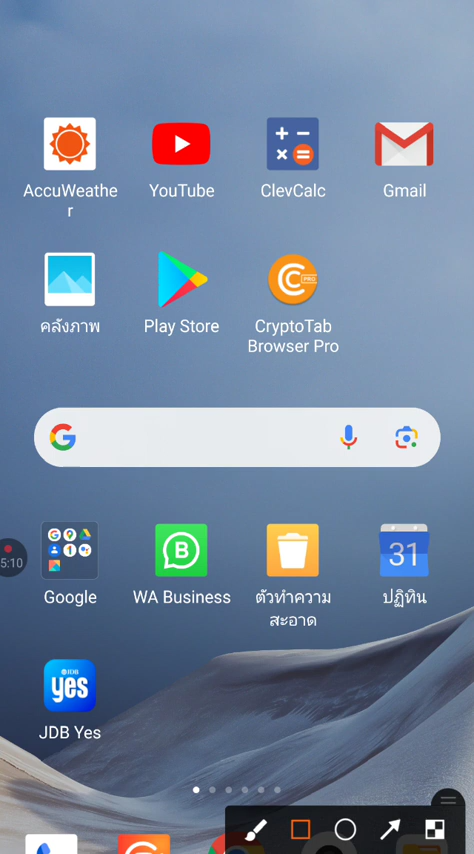 AccuWeathe
r
YouTube
ClevCalc
Gmail
คลังภาพ
Play Store
PRO
CryptoTab
Browser Pro
5:10
Google
WA Business
ตัวทำความ
สะอาด
31
ปฏิทิน
JDB
yes
JDB Yes